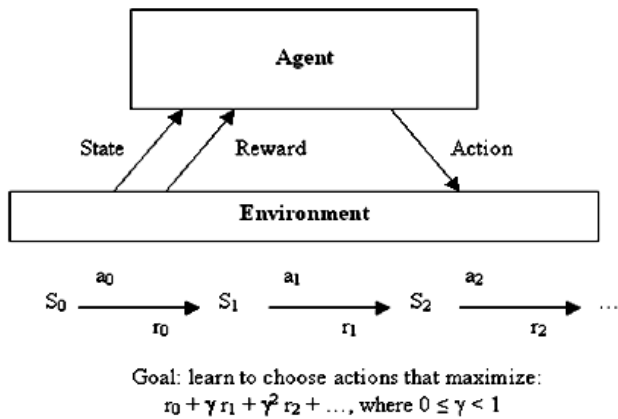 Agent
State Reward Action
Environment
a₀ a₁ a₂
S₀ S₁ S₂ ...
r₀ r₁ r₂
Goal: learn to choose actions that maximize:
r₀ + γ r₁ + γ² r₂ + ..., where 0 ≤ γ < 1